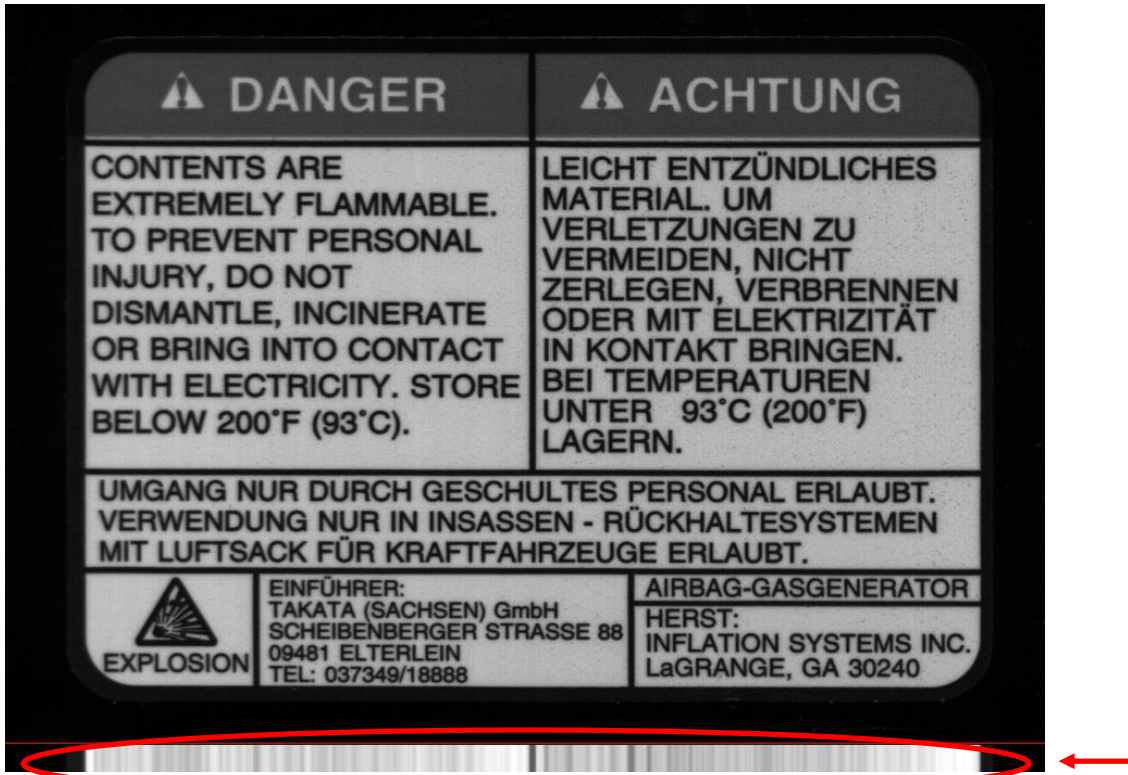 DANGER
CONTENTS ARE
EXTREMELY FLAMMABLE.
TO PREVENT PERSONAL
INJURY, DO NOT
DISMANTLE, INCINERATE
OR BRING INTO CONTACT
WITH ELECTRICITY. STORE
BELOW 200°F (93°C).
ACHTUNG
LEICHT ENTZÜNDLICHES
MATERIAL. UM
VERLETZUNGEN ZU
VERMEIDEN, NICHT
ZERLEGEN, VERBRENNEN
ODER MIT ELEKTRIZITÄT
IN KONTAKT BRINGEN.
BEI TEMPERATUREN
UNTER 93°C (200°F)
LAGERN.
UMGANG NUR DURCH GESCHULTES PERSONAL ERLAUBT.
VERWENDUNG NUR IN INSASSEN - RÜCKHALTESYSTEMEN
MIT LUFTSACK FÜR KRAFTFAHRZEUGE ERLAUBT.
EXPLOSION
EINFÜHRER:
TAKATA (SACHSEN) GmbH
SCHEIBENBERGER STRASSE 88
09481 ELTERLEIN
TEL: 037349/18888
AIRBAG-GASGENERATOR
HERST:
INFLATION SYSTEMS INC.
LaGRANGE, GA 30240